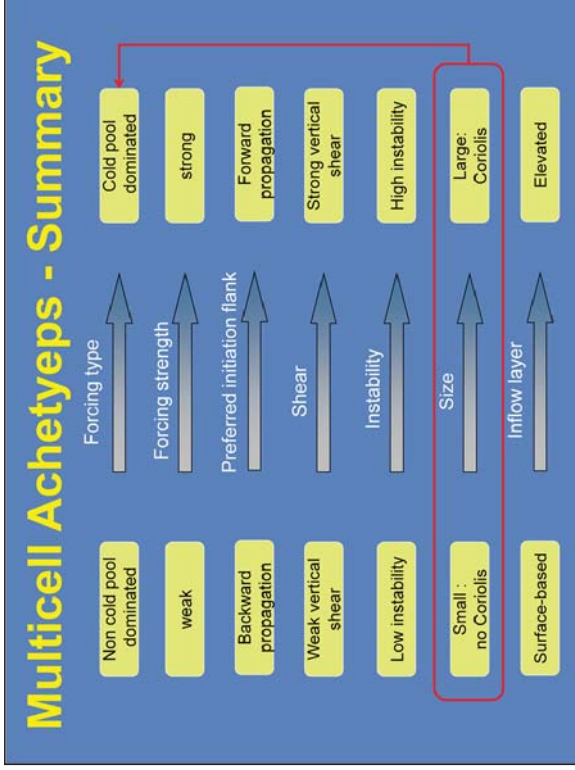 Multicell Achetyeps - Summary
Forcing type
Non cold pool
dominated
Cold pool
dominated
Forcing strength
weak
strong
Preferred initiation flank
Backward
propagation
Forward
propagation
Shear
Weak vertical
shear
Strong vertical
shear
Instability
Low instability
High instability
Size
Small :
no Coriolis
Large:
Coriolis
Inflow layer
Surface-based
Elevated